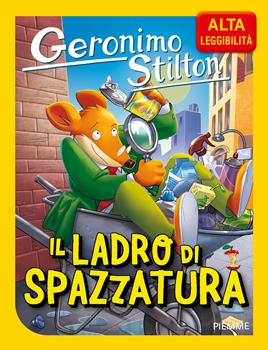 Geronimo
Stilton
ALTA
LEGGIBILITÀ
IL LADRO DI
SPAZZATURA
PIEMME